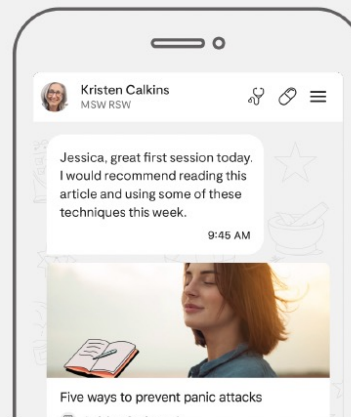 Kristen Calkins
MSW RSW
Jessica, great first session today.
I would recommend reading this
article and using some of these
techniques this week.
9:45 AM
Five ways to prevent panic attacks